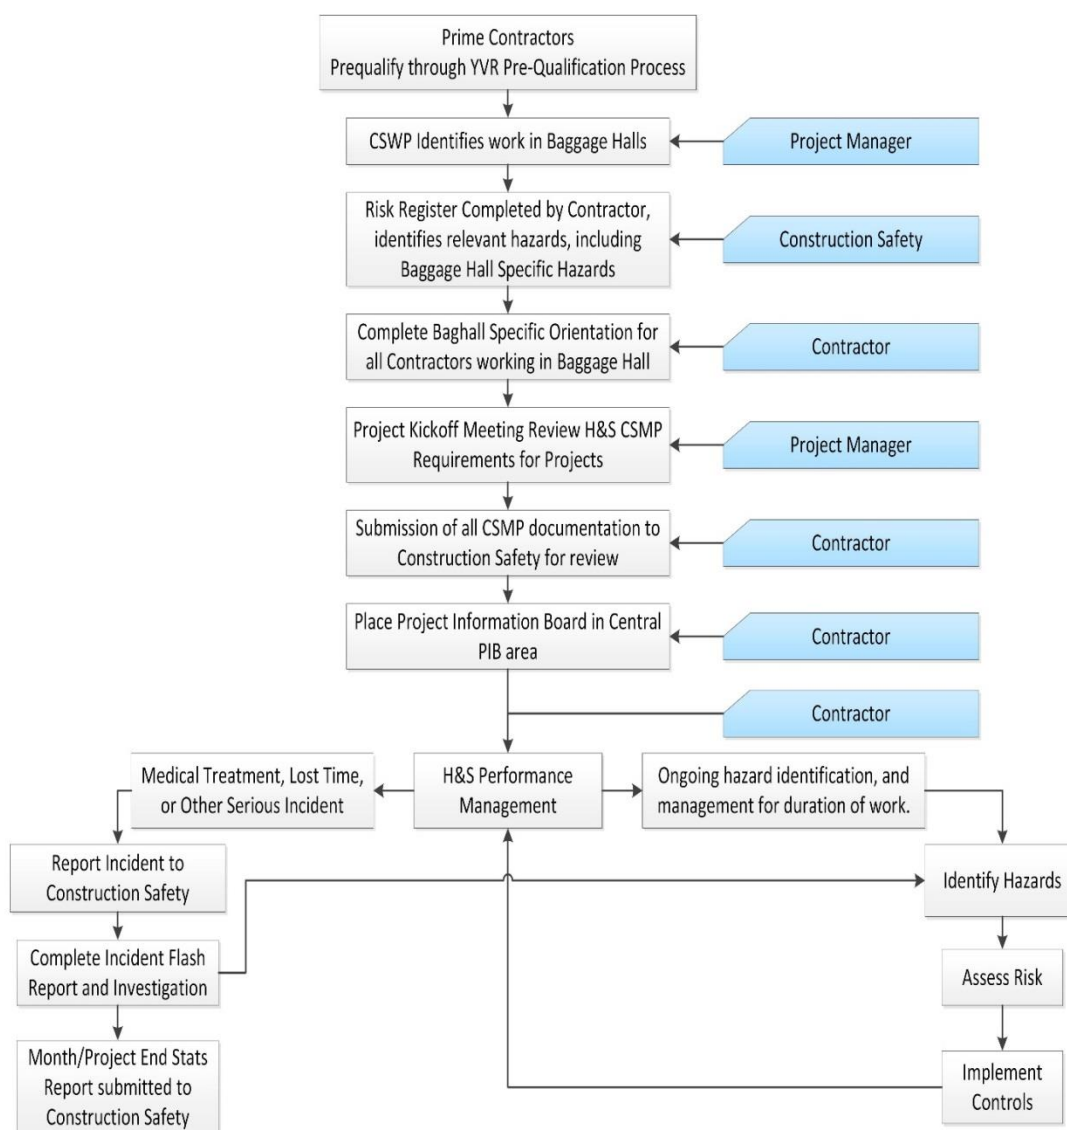 Prime Contractors
Prequalify through YVR Pre-Qualification Process
CSWP Identifies work in Baggage Halls
Project Manager
Risk Register Completed by Contractor,
identifies relevant hazards, including
Baggage Hall Specific Hazards
Construction Safety
Complete Baghall Specific Orientation for
all Contractors working in Baggage Hall
Contractor
Project Kickoff Meeting Review H&S CSMP
Requirements for Projects
Project Manager
Submission of all CSMP documentation to
Construction Safety for review
Contractor
Place Project Information Board in Central
PIB area
Contractor
Contractor
Medical Treatment, Lost Time,
or Other Serious Incident
H&S Performance
Management
Ongoing hazard identification, and
management for duration of work.
Report Incident to
Construction Safety
Identify Hazards
Complete Incident Flash
Report and Investigation
Assess Risk
Month/Project End Stats
Report submitted to
Construction Safety
Implement
Controls